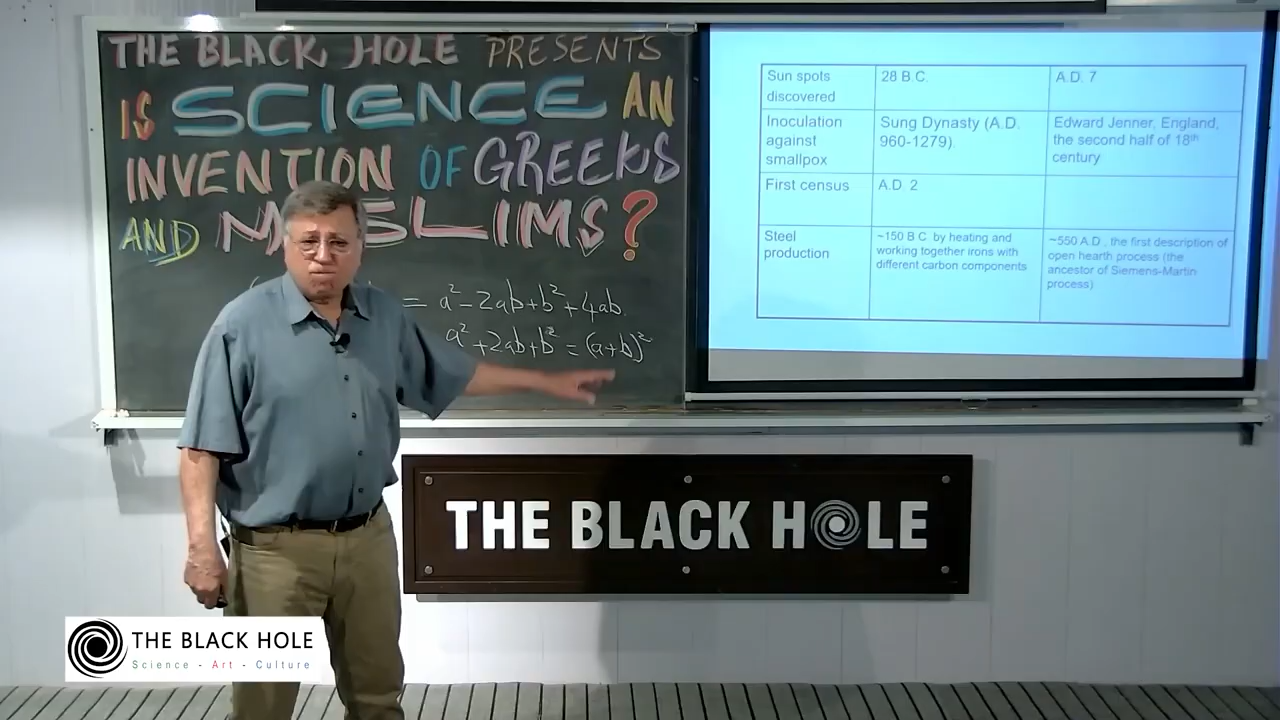 THE BLACK HOLE PRESENTS
IS SCIENCE AN
INVENTION OF GREEKS
AND MUSLIMS?
= a²-2ab+b²+4ab
a²+2ab+b² = (a+b)²
Sun spots
discovered
28 B.C.
A.D. 7
Inoculation
against
smallpox
Sung Dynasty (A.D.
960-1279).
Edward Jenner, England,
the second half of 18th
century
First census
A.D. 2
Steel
production
~150 B.C. by heating and
working together irons with
different carbon components
~550 A.D., the first description of
open hearth process (the
ancestor of Siemens-Martin
process)
THE BLACK HOLE
THE BLACK HOLE
Science - Art - Culture